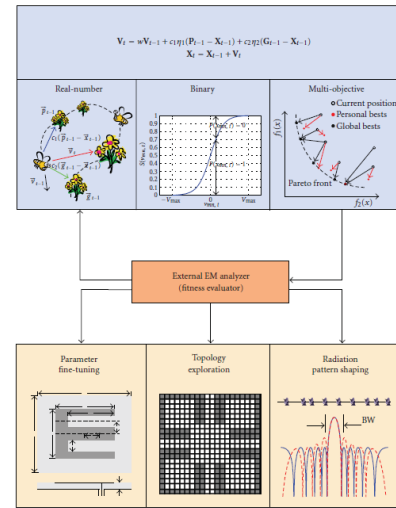 V_t = wV_{t−1} + c_1η_1(P_{t−1} − X_{t−1}) + c_2η_2(G_{t−1} − X_{t−1})
X_t = X_{t−1} + V_t
Real-number
Binary
Multi-objective
1
0.9
0.8
0.7
0.6
0.5
0.4
0.3
0.2
0.1
0
−V_max
0
V_max
Current position
Personal bests
Global bests
f_1(x)
Pareto front
f_2(x)
External EM analyzer
(fitness evaluator)
Parameter
fine-tuning
Topology
exploration
Radiation
pattern shaping
BW